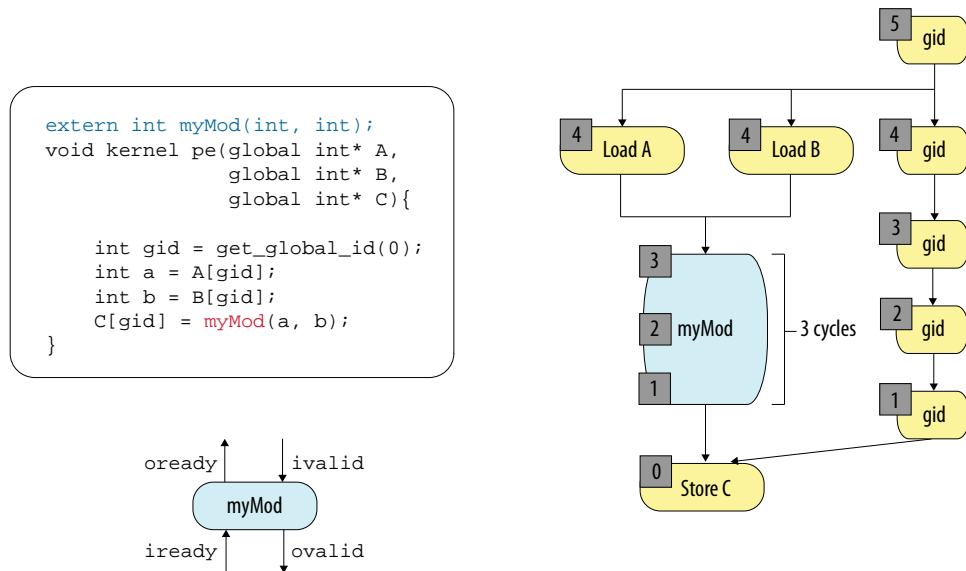 extern int myMod(int, int);
void kernel pe(global int* A,
global int* B,
global int* C){
int gid = get_global_id(0);
int a = A[gid];
int b = B[gid];
C[gid] = myMod(a, b);
}
oready
ivalid
myMod
iready
ovalid
5
gid
4
Load A
4
Load B
4
gid
3
gid
3
2
myMod
3 cycles
1
2
gid
1
gid
0
Store C